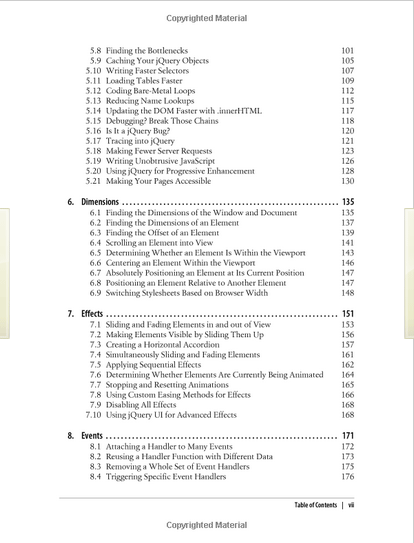 Copyrighted Material
5.8 Finding the Bottlenecks 101
5.9 Caching Your jQuery Objects 105
5.10 Writing Faster Selectors 107
5.11 Loading Tables Faster 109
5.12 Coding Bare-Metal Loops 112
5.13 Reducing Name Lookups 115
5.14 Updating the DOM Faster with .innerHTML 117
5.15 Debugging? Break Those Chains 118
5.16 Is It a jQuery Bug? 120
5.17 Tracing into jQuery 121
5.18 Making Fewer Server Requests 123
5.19 Writing Unobtrusive JavaScript 126
5.20 Using jQuery for Progressive Enhancement 128
5.21 Making Your Pages Accessible 130
6. Dimensions . . . . . . . . . . . . . . . . . . . . . . . . . . . . . . . . . . . . . . . . . . . . . . . . . . . . . 135
6.1 Finding the Dimensions of the Window and Document 135
6.2 Finding the Dimensions of an Element 137
6.3 Finding the Offset of an Element 139
6.4 Scrolling an Element into View 141
6.5 Determining Whether an Element Is Within the Viewport 143
6.6 Centering an Element Within the Viewport 146
6.7 Absolutely Positioning an Element at Its Current Position 147
6.8 Positioning an Element Relative to Another Element 147
6.9 Switching Stylesheets Based on Browser Width 148
7. Effects . . . . . . . . . . . . . . . . . . . . . . . . . . . . . . . . . . . . . . . . . . . . . . . . . . . . . . . . . 151
7.1 Sliding and Fading Elements in and out of View 153
7.2 Making Elements Visible by Sliding Them Up 156
7.3 Creating a Horizontal Accordion 157
7.4 Simultaneously Sliding and Fading Elements 161
7.5 Applying Sequential Effects 162
7.6 Determining Whether Elements Are Currently Being Animated 164
7.7 Stopping and Resetting Animations 165
7.8 Using Custom Easing Methods for Effects 166
7.9 Disabling All Effects 168
7.10 Using jQuery UI for Advanced Effects 168
8. Events . . . . . . . . . . . . . . . . . . . . . . . . . . . . . . . . . . . . . . . . . . . . . . . . . . . . . . . . . 171
8.1 Attaching a Handler to Many Events 172
8.2 Reusing a Handler Function with Different Data 173
8.3 Removing a Whole Set of Event Handlers 175
8.4 Triggering Specific Event Handlers 176
Table of Contents | vii
Copyrighted Material